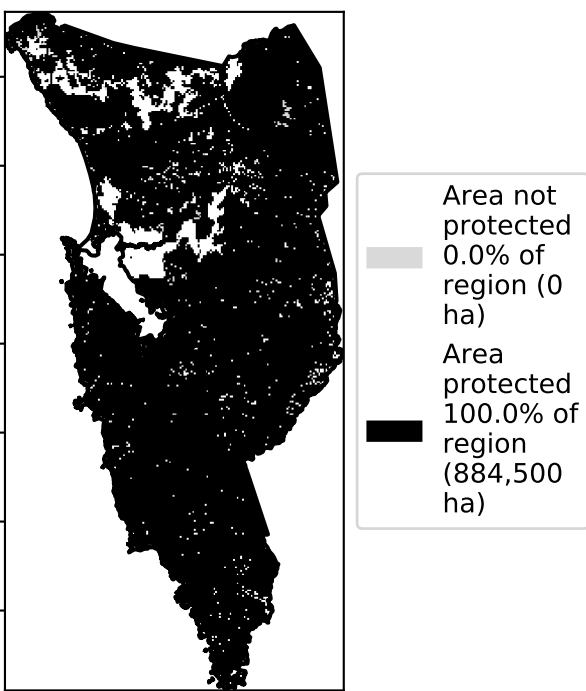 Area not
protected
0.0% of
region (0
ha)
Area
protected
100.0% of
region
(884,500
ha)